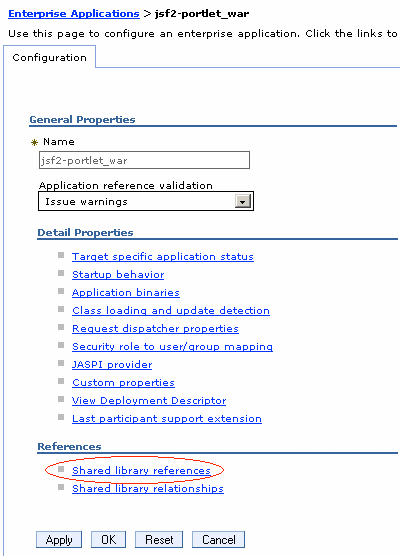 Enterprise Applications > jsf2-portlet_war
Use this page to configure an enterprise application. Click the links to
Configuration
General Properties
* Name
jsf2-portlet_war
Application reference validation
Issue warnings
Detail Properties
Target specific application status
Startup behavior
Application binaries
Class loading and update detection
Request dispatcher properties
Security role to user/group mapping
JASPI provider
Custom properties
View Deployment Descriptor
Last participant support extension
References
Shared library references
Shared library relationships
Apply OK Reset Cancel